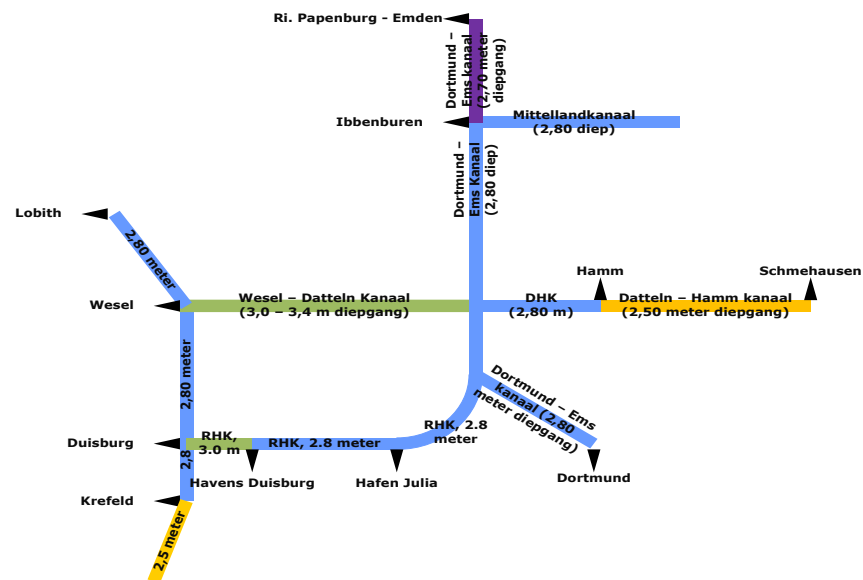 Ri. Papenburg - Emden
Dortmund –
Ems kanaal
(2,70 meter
diepgang)
Ibbenburen
Mittellandkanaal
(2,80 diep)
Dortmund –
Ems Kanaal
(2,80 diep)
Lobith
2,80 meter
Hamm
Schmehausen
Wesel
Wesel – Datteln Kanaal
(3,0 – 3,4 m diepgang)
DHK
(2,80 m)
Datteln – Hamm kanaal
(2,50 meter diepgang)
2,80 meter
Dortmund – Ems
kanaal (2,80
meter diepgang)
Duisburg
RHK,
3.0 m
RHK, 2.8 meter
RHK, 2.8
meter
2,8
Havens Duisburg
Hafen Julia
Dortmund
Krefeld
2,5 meter